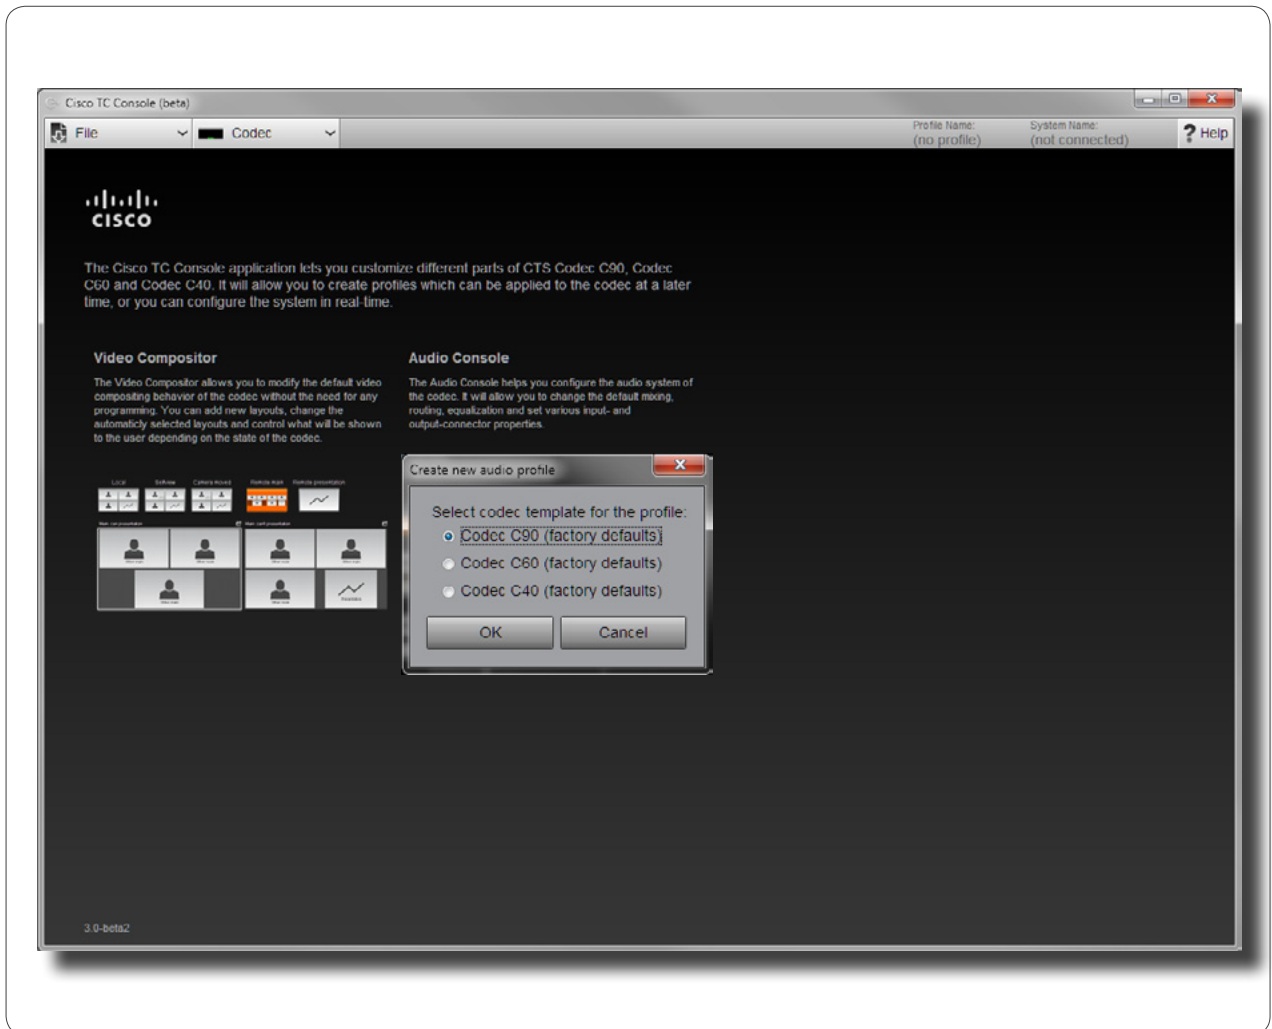 Cisco TC Console (beta)
File
Codec
Profile Name:
(no profile)
System Name:
(not connected)
? Help
CISCO
The Cisco TC Console application lets you customize different parts of CTS Codec C90, Codec
C60 and Codec C40. It will allow you to create profiles which can be applied to the codec at a later
time, or you can configure the system in real-time.
Video Compositor
The Video Compositor allows you to modify the default video
compositing behavior of the codec without the need for any
programming. You can add new layouts, change the
automaticly selected layouts and control what will be shown
to the user depending on the state of the codec.
Audio Console
The Audio Console helps you configure the audio system of
the codec. It will allow you to change the default mixing,
routing, equalization and set various input- and
output-connector properties.
Local
Selfview
Camera moved
Remote main
Remote presentation
Create new audio profile
Select codec template for the profile:
Codec C90 (factory defaults)
Codec C60 (factory defaults)
Codec C40 (factory defaults)
OK
Cancel
3.0-beta2